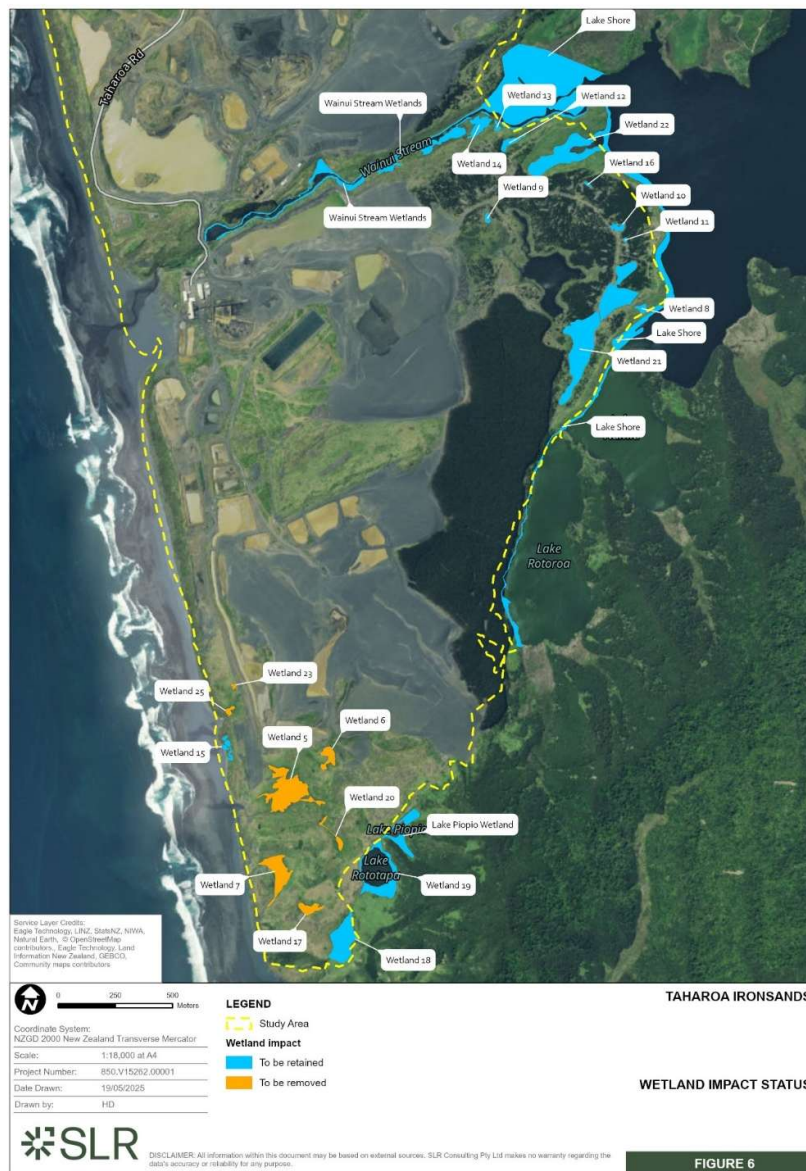 Lake Shore
Taharoa Rd
Wetland 13
Wetland 12
Wainui Stream Wetlands
Wetland 22
Wainui Stream
Wetland 14
Wetland 16
Wetland 9
Wetland 10
Wainui Stream Wetlands
Wetland 11
Wetland 8
Lake Shore
Wetland 21
Lake Shore
Lake
Rotoroa
Wetland 23
Wetland 25
Wetland 6
Wetland 5
Wetland 15
Wetland 20
Lake Piopio
Lake Piopio Wetland
Lake
Rototapa
Wetland 7
Wetland 19
Wetland 17
Wetland 18
Service Layer Credits:
Eagle Technology, LINZ, StatsNZ, NIWA,
Natural Earth, © OpenStreetMap
contributors., Eagle Technology, Land
Information New Zealand, GEBCO,
Community maps contributors
N
0 250 500
Meters
Coordinate System:
NZGD 2000 New Zealand Transverse Mercator
Scale: 1:18,000 at A4
Project Number: 850.V15262.00001
Date Drawn: 19/05/2025
Drawn by: HD
LEGEND
Study Area
Wetland impact
To be retained
To be removed
TAHAROA IRONSANDS
WETLAND IMPACT STATUS
SLR
DISCLAIMER: All information within this document may be based on external sources. SLR Consulting Pty Ltd makes no warranty regarding the
data's accuracy or reliability for any purpose.
FIGURE 6